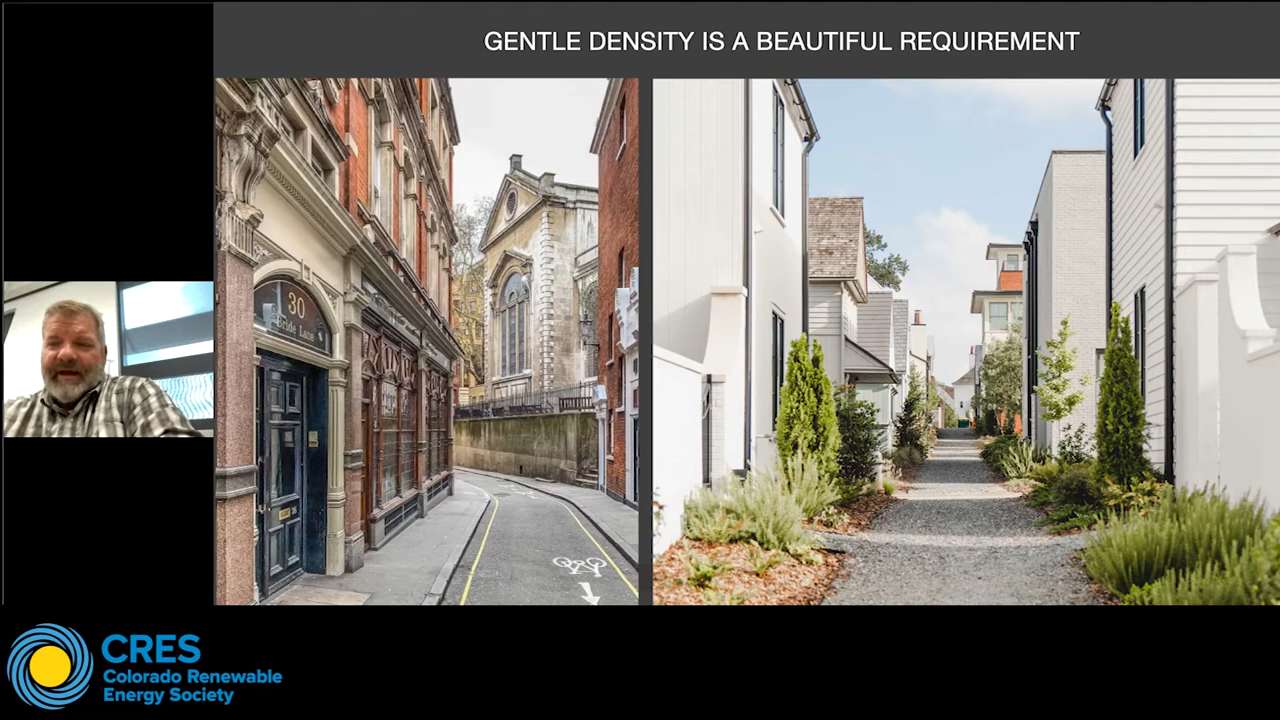 GENTLE DENSITY IS A BEAUTIFUL REQUIREMENT
30
Bride Lane
CRES
Colorado Renewable
Energy Society